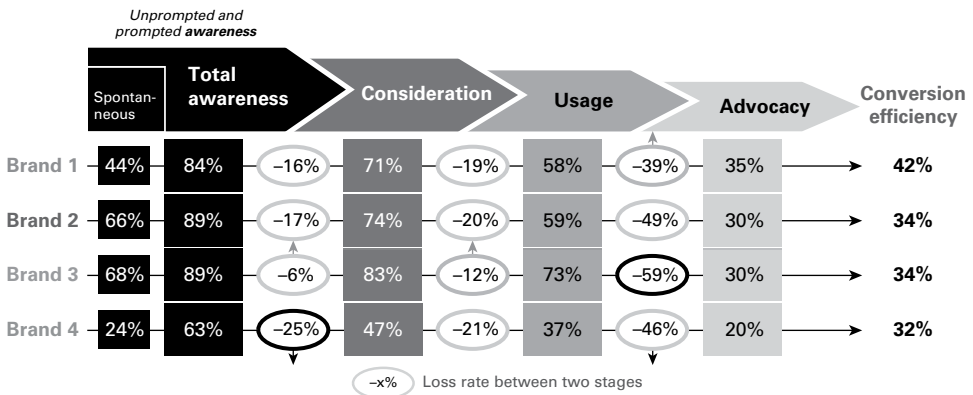 Unprompted and
prompted awareness
Spontan-
neous
Total
awareness
Consideration
Usage
Advocacy
Conversion
efficiency
Brand 1 44% 84% –16% 71% –19% 58% –39% 35% 42%
Brand 2 66% 89% –17% 74% –20% 59% –49% 30% 34%
Brand 3 68% 89% –6% 83% –12% 73% –59% 30% 34%
Brand 4 24% 63% –25% 47% –21% 37% –46% 20% 32%
–x% Loss rate between two stages